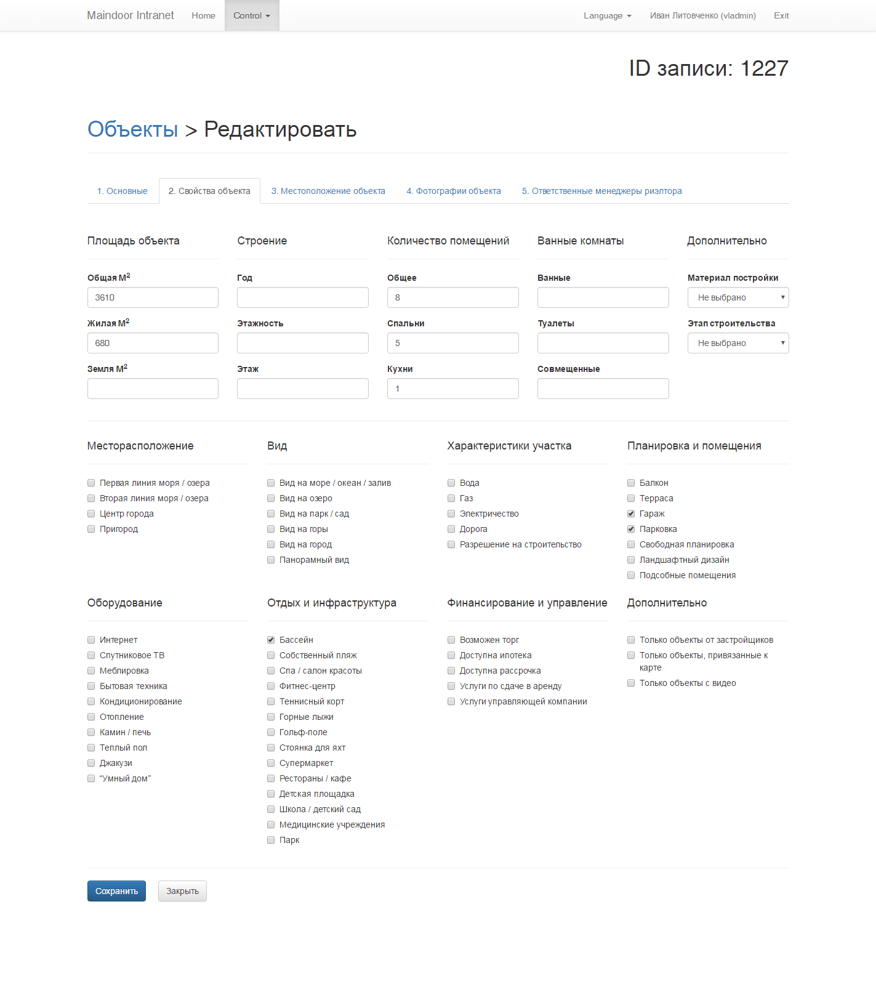 Maindoor Intranet Home Control Language Иван Литовченко (vladmin) Exit
ID записи: 1227
Объекты > Редактировать
1. Основные 2. Свойства объекта 3. Местоположение объекта 4. Фотографии объекта 5. Ответственные менеджеры риэлтора
Площадь объекта Строение Количество помещений Ванные комнаты Дополнительно
Общая М² Год Общее Ванные Материал постройки
3610 8 Не выбрано
Жилая М² Этажность Спальни Туалеты Этап строительства
680 5 Не выбрано
Земля М² Этаж Кухни Совмещенные
1
Месторасположение Вид Характеристики участка Планировка и помещения
Первая линия моря / озера Вид на море / океан / залив Вода Балкон
Вторая линия моря / озера Вид на озеро Газ Терраса
Центр города Вид на парк / сад Электричество Гараж
Пригород Вид на горы Дорога Парковка
Вид на город Разрешение на строительство Свободная планировка
Панорамный вид Ландшафтный дизайн
Подсобные помещения
Оборудование Отдых и инфраструктура Финансирование и управление Дополнительно
Интернет Бассейн Возможен торг Только объекты от застройщиков
Спутниковое ТВ Собственный пляж Доступна ипотека Только объекты, привязанные к
карте
Меблировка Спа / салон красоты Доступна рассрочка
Бытовая техника Фитнес-центр Услуги по сдаче в аренду Только объекты с видео
Кондиционирование Теннисный корт Услуги управляющей компании
Отопление Горные лыжи
Камин / печь Гольф-поле
Теплый пол Стоянка для яхт
Джакузи Супермаркет
“Умный дом” Рестораны / кафе
Детская площадка
Школа / детский сад
Медицинские учреждения
Парк
Сохранить Закрыть